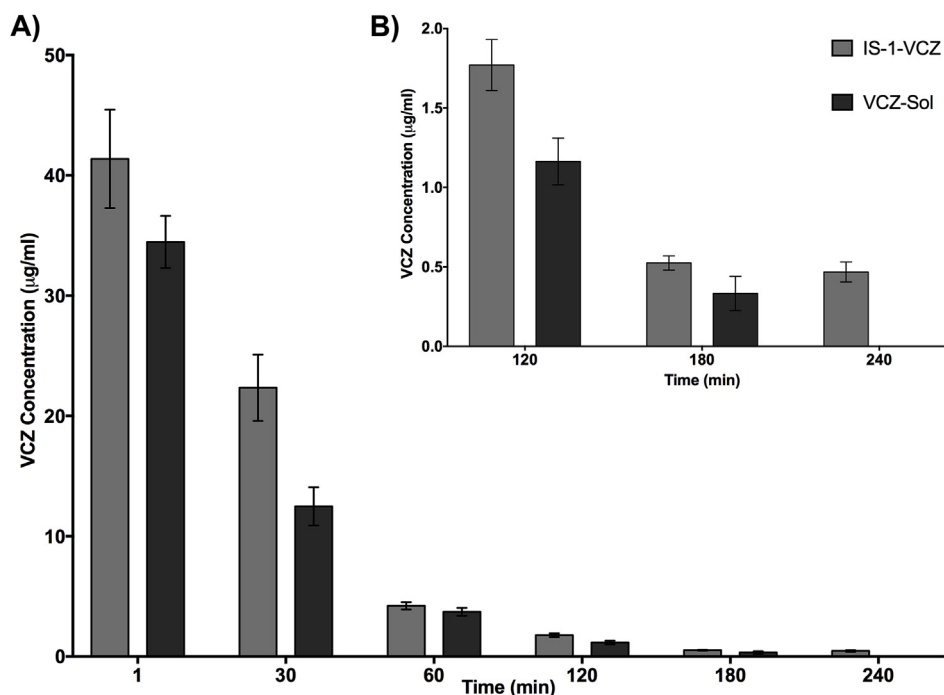 A)
VCZ Concentration (μg/ml)
50
40
30
20
10
0
1 30 60 120 180 240
Time (min)
B)
VCZ Concentration (μg/ml)
2.0
1.5
1.0
0.5
0.0
120 180 240
Time (min)
IS-1-VCZ
VCZ-Sol